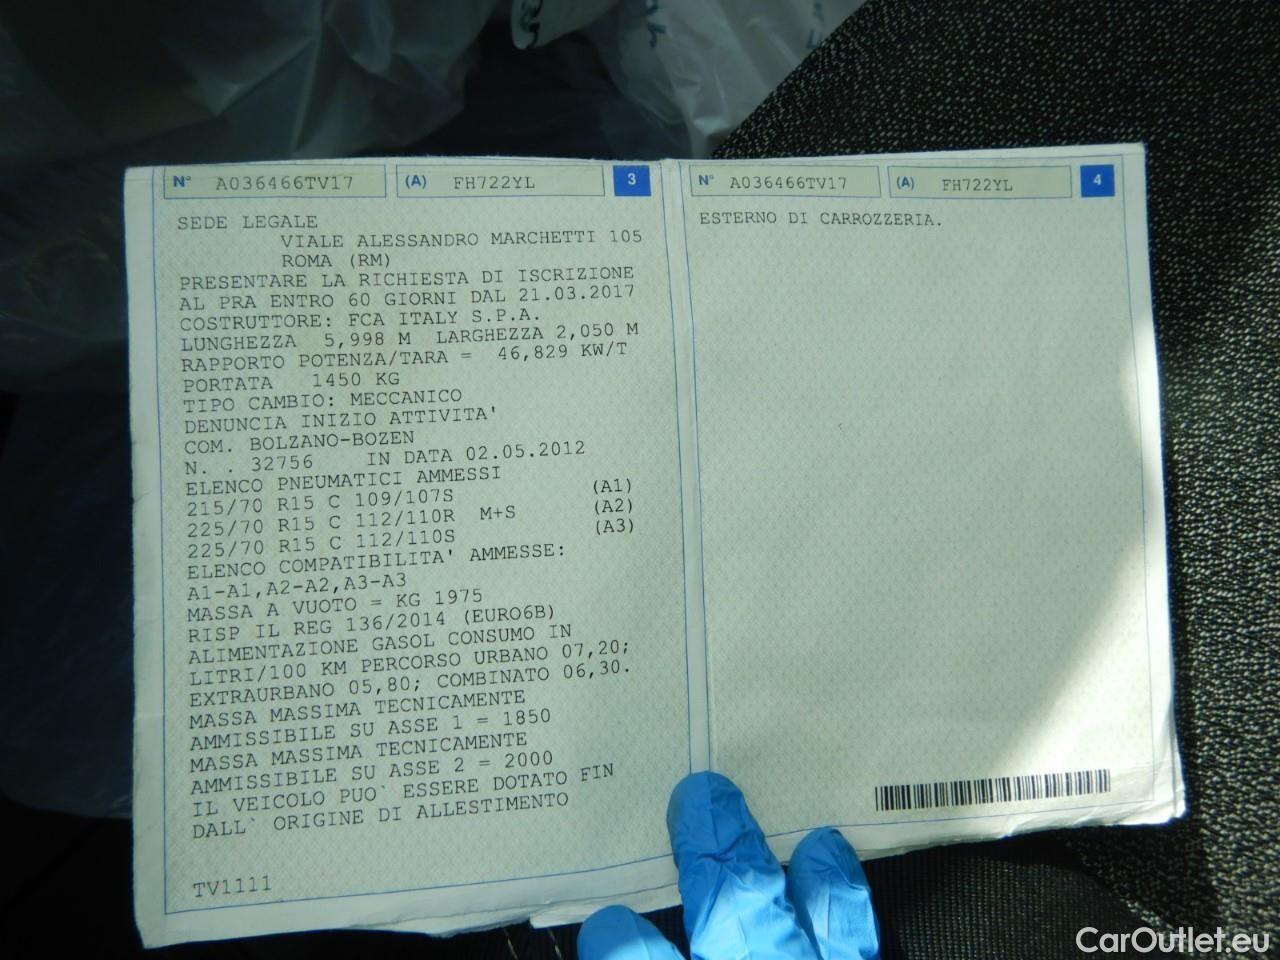 N° A036466TV17 (A) FH722YL 3
SEDE LEGALE
VIALE ALESSANDRO MARCHETTI 105
ROMA (RM)
PRESENTARE LA RICHIESTA DI ISCRIZIONE
AL PRA ENTRO 60 GIORNI DAL 21.03.2017
COSTRUTTORE: FCA ITALY S.P.A.
LUNGHEZZA 5,998 M LARGHEZZA 2,050 M
RAPPORTO POTENZA/TARA = 46,829 KW/T
PORTATA 1450 KG
TIPO CAMBIO: MECCANICO
DENUNCIA INIZIO ATTIVITA'
COM. BOLZANO-BOZEN
N. . 32756 IN DATA 02.05.2012
ELENCO PNEUMATICI AMMESSI
215/70 R15 C 109/107S (A1)
225/70 R15 C 112/110R M+S (A2)
225/70 R15 C 112/110S (A3)
ELENCO COMPATIBILITA' AMMESSE:
A1-A1,A2-A2,A3-A3
MASSA A VUOTO = KG 1975
RISP IL REG 136/2014 (EURO6B)
ALIMENTAZIONE GASOL CONSUMO IN
LITRI/100 KM PERCORSO URBANO 07,20;
EXTRAURBANO 05,80; COMBINATO 06,30.
MASSA MASSIMA TECNICAMENTE
AMMISSIBILE SU ASSE 1 = 1850
MASSA MASSIMA TECNICAMENTE
AMMISSIBILE SU ASSE 2 = 2000
IL VEICOLO PUO` ESSERE DOTATO FIN
DALL` ORIGINE DI ALLESTIMENTO
TV1111
N° A036466TV17 (A) FH722YL 4
ESTERNO DI CARROZZERIA.
CarOutlet.eu